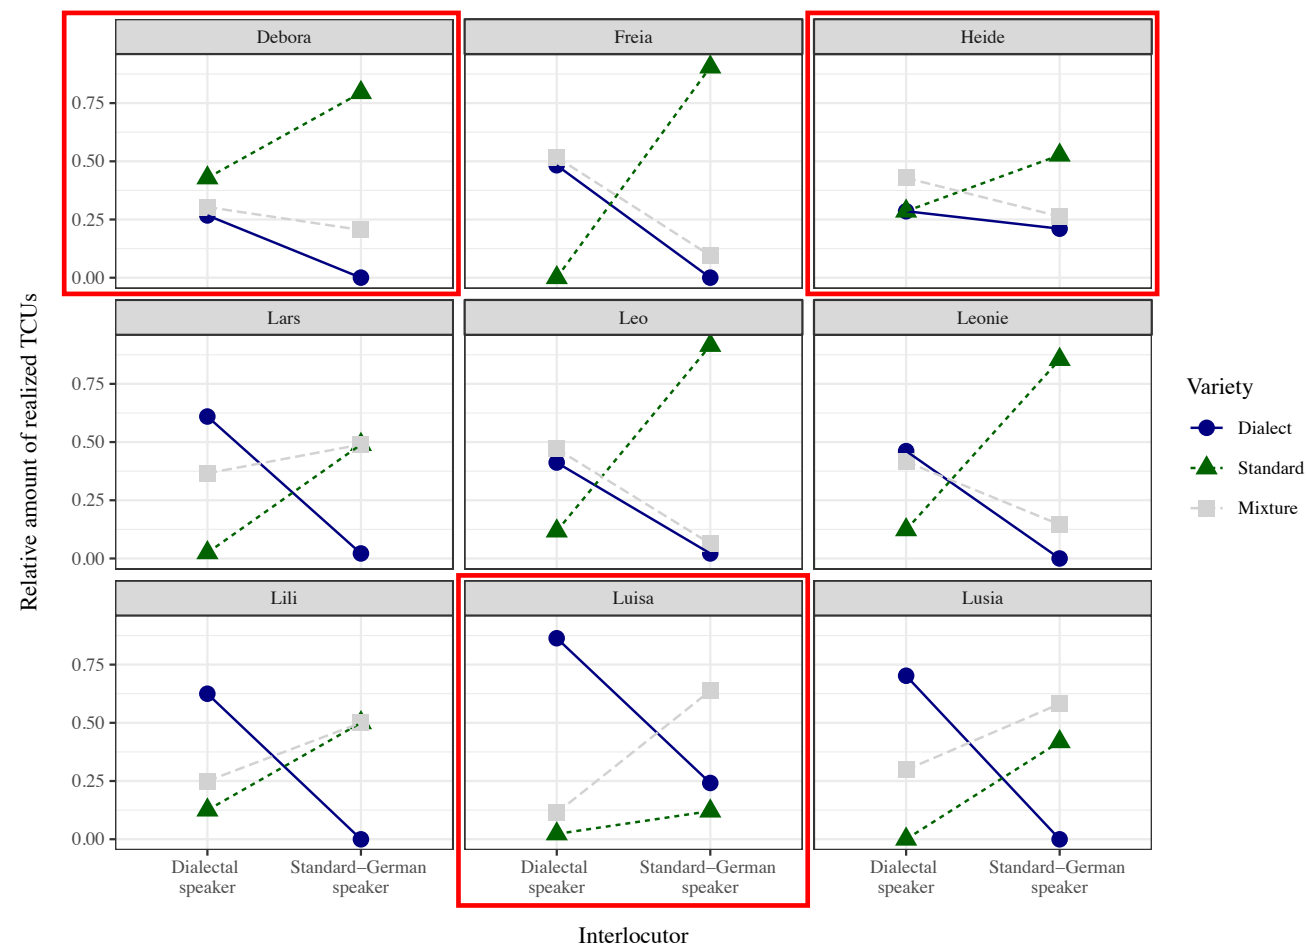 Debora
Freia
Heide
0.75
0.50
0.25
0.00
Lars
Leo
Leonie
0.75
0.50
0.25
0.00
Lili
Luisa
Lusia
0.75
0.50
0.25
0.00
Dialectal
speaker
Standard–German
speaker
Dialectal
speaker
Standard–German
speaker
Dialectal
speaker
Standard–German
speaker
Interlocutor
Relative amount of realized TCUs
Variety
Dialect
Standard
Mixture